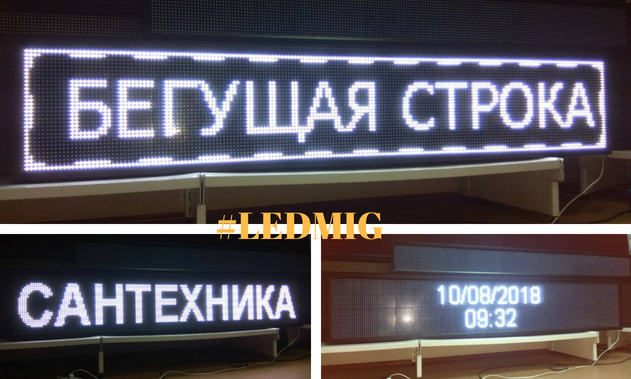 БЕГУЩАЯ СТРОКА
#LEDMIG
САНТЕХНИКА
10/08/2018
09:32